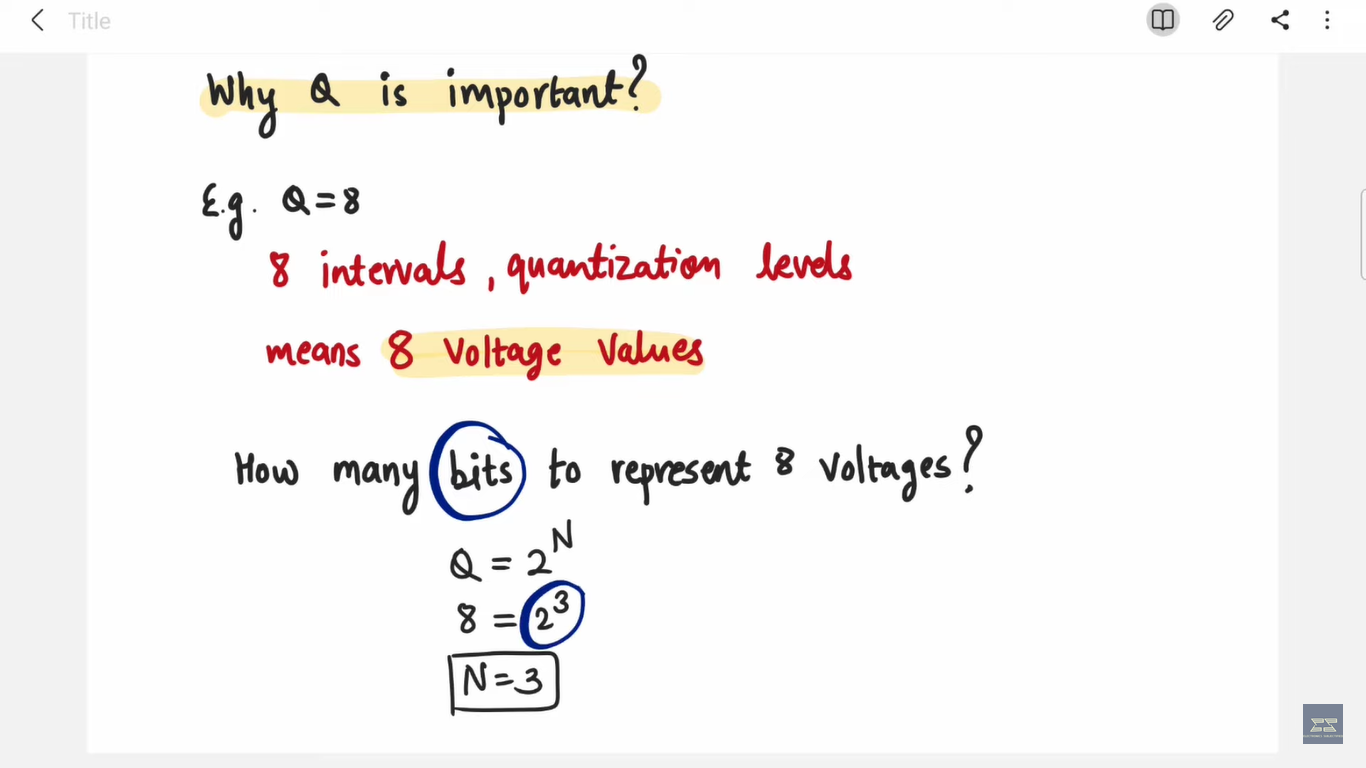 Title
Why Q is important?
E.g. Q=8
8 intervals, quantization levels
means 8 Voltage Values
How many bits to represent 8 Voltages?
Q = 2^N
8 = 2^3
N=3